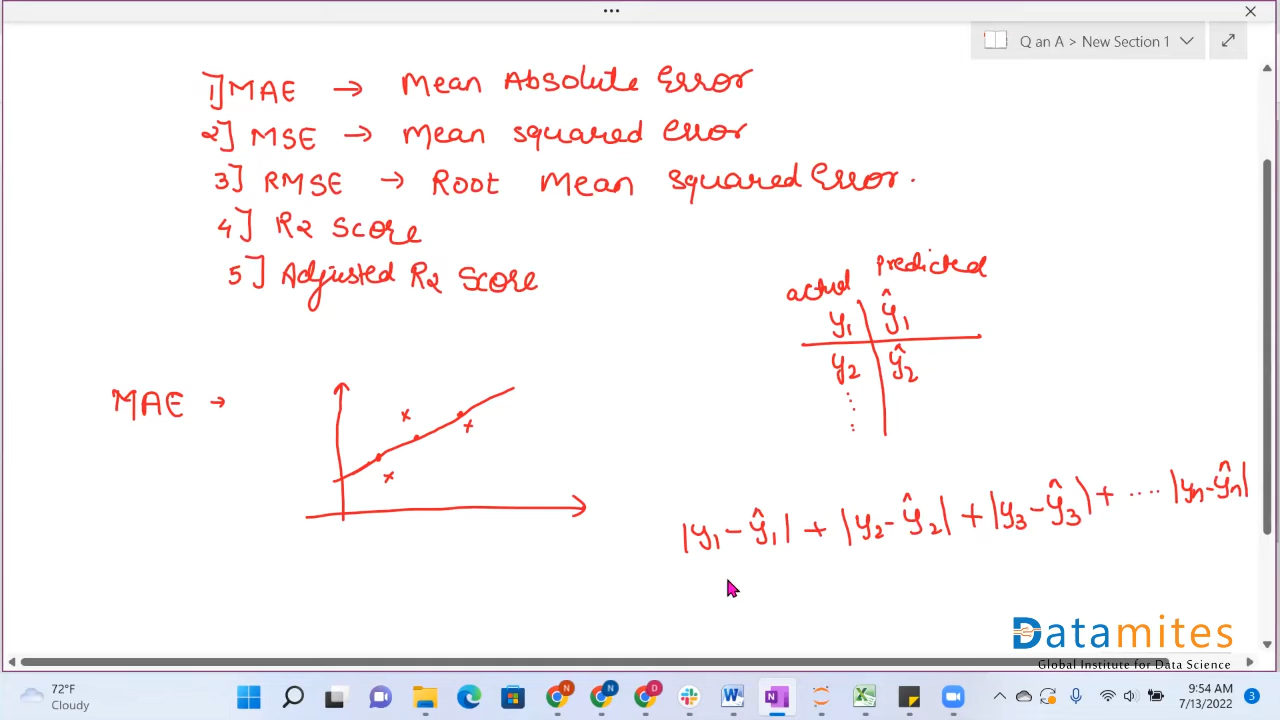 Q an A > New Section 1
1] MAE → Mean Absolute Error
2] MSE → Mean squared Error
3] RMSE → Root Mean squared Error.
4] R2 Score
5] Adjusted R2 Score
actual predicted
y1 ŷ1
y2 ŷ2
MAE →
|y1-ŷ1| + |y2-ŷ2| + |y3-ŷ3| + .... |yn-ŷn|
Datamites
Global Institute for Data Science
72°F
Cloudy
9:54 AM
7/13/2022
3